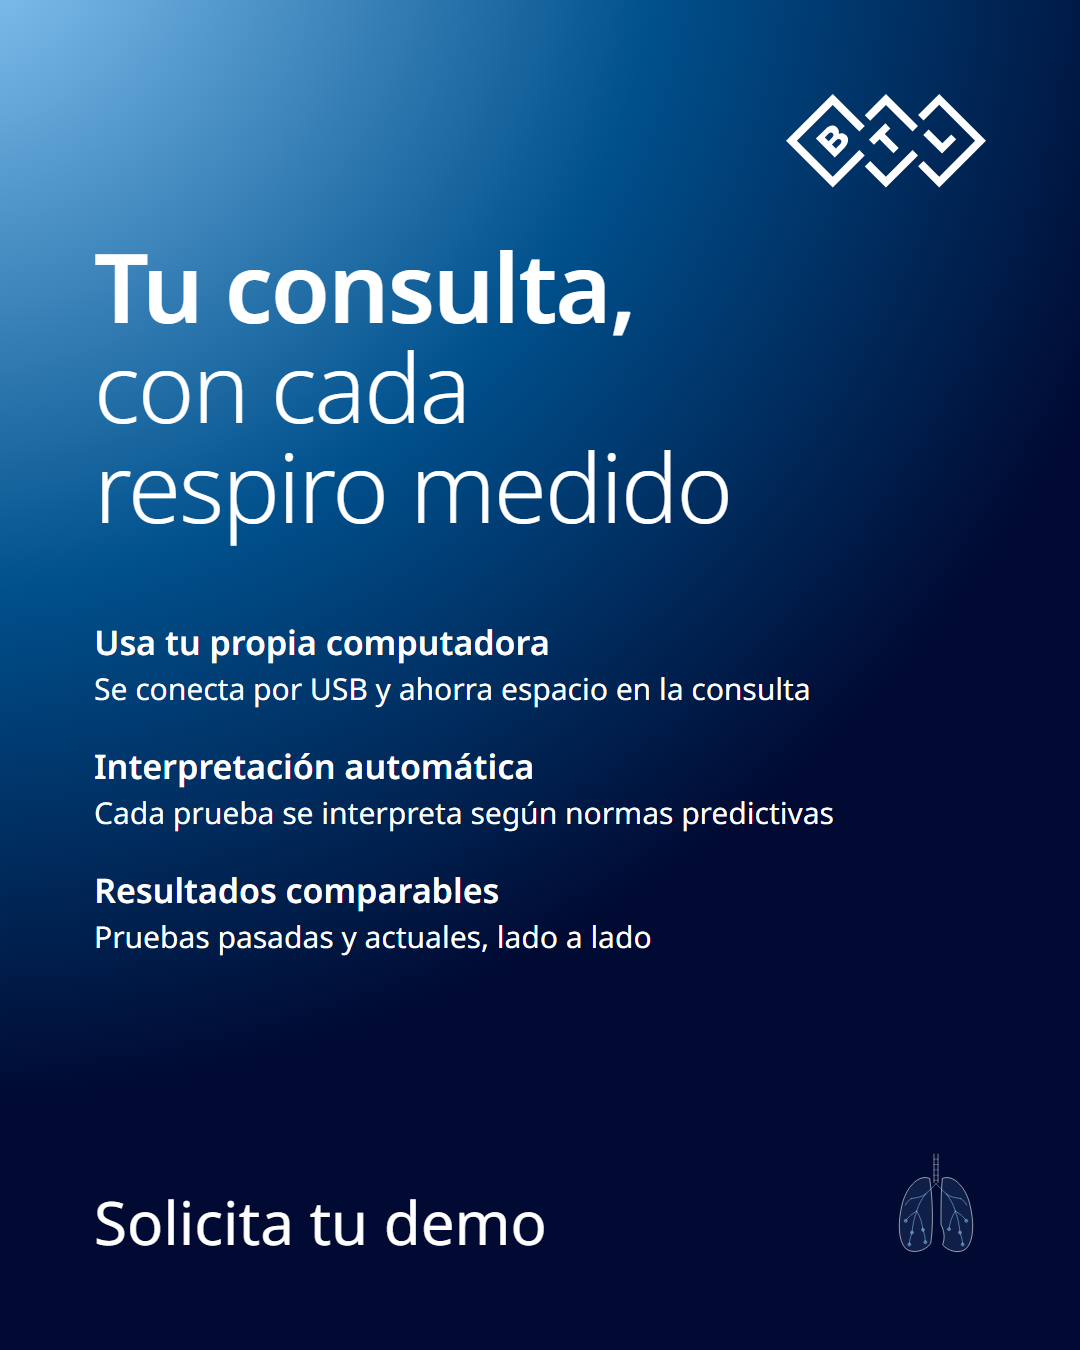 BTL
Tu consulta,
con cada
respiro medido
Usa tu propia computadora
Se conecta por USB y ahorra espacio en la consulta
Interpretación automática
Cada prueba se interpreta según normas predictivas
Resultados comparables
Pruebas pasadas y actuales, lado a lado
Solicita tu demo